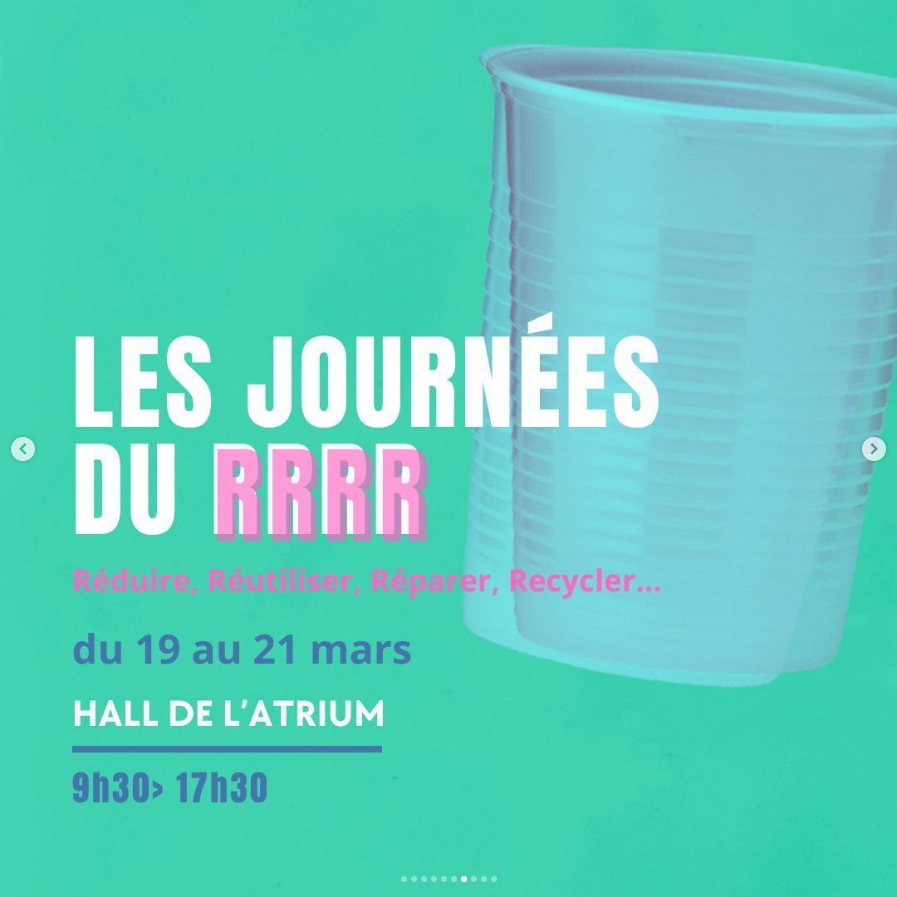 LES JOURNÉES
DU RRRR
Réduire, Réutiliser, Réparer, Recycler...
du 19 au 21 mars
HALL DE L'ATRIUM
9h30> 17h30